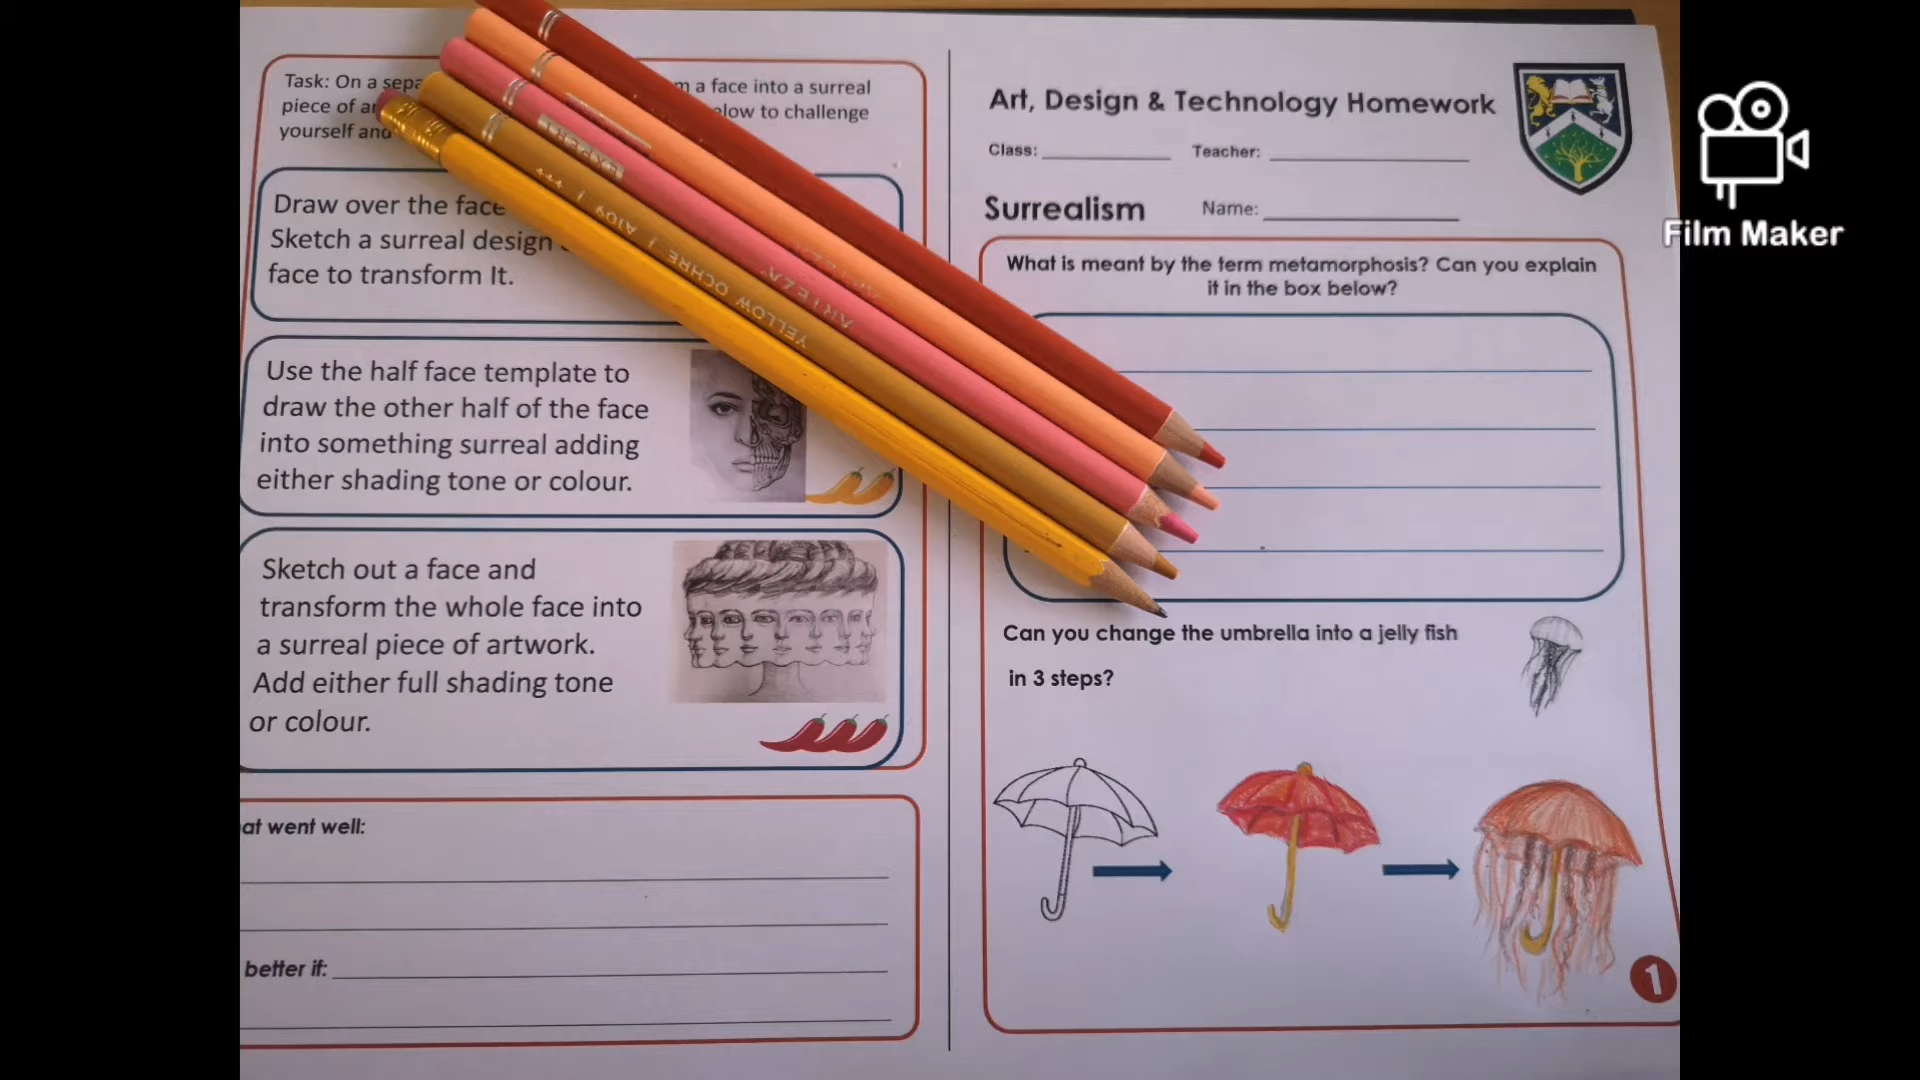 Task: On a
m a face into a surreal
piece of
elow to challenge
yourself and
Draw over the face
Sketch a surreal design
face to transform It.
Use the half face template to
draw the other half of the face
into something surreal adding
either shading tone or colour.
Sketch out a face and
transform the whole face into
a surreal piece of artwork.
Add either full shading tone
or colour.
at went well:
better if:
EXPERT
ARTEZA
YELLOW OCHRE | A109 |
Art, Design & Technology Homework
Class: Teacher:
Surrealism Name:
What is meant by the term metamorphosis? Can you explain
it in the box below?
Can you change the umbrella into a jelly fish
in 3 steps?
1
Film Maker